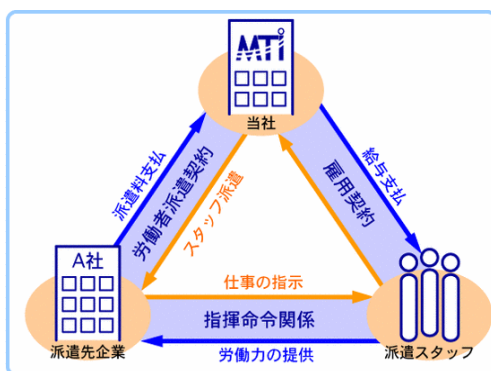 MTI
当社
派遣料支払
労働者派遣契約
スタッフ派遣
雇用契約
給与支払
A社
派遣先企業
仕事の指示
指揮命令関係
労働力の提供
派遣スタッフ